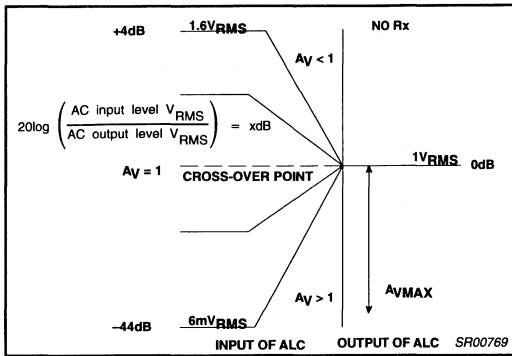 +4dB 1.6VRMS NO Rx
AV < 1
20log ( AC input level VRMS / AC output level VRMS ) = xdB
1VRMS 0dB
AV = 1 CROSS-OVER POINT
AVMAX
AV > 1
–44dB 6mVRMS
INPUT OF ALC OUTPUT OF ALC SR00769